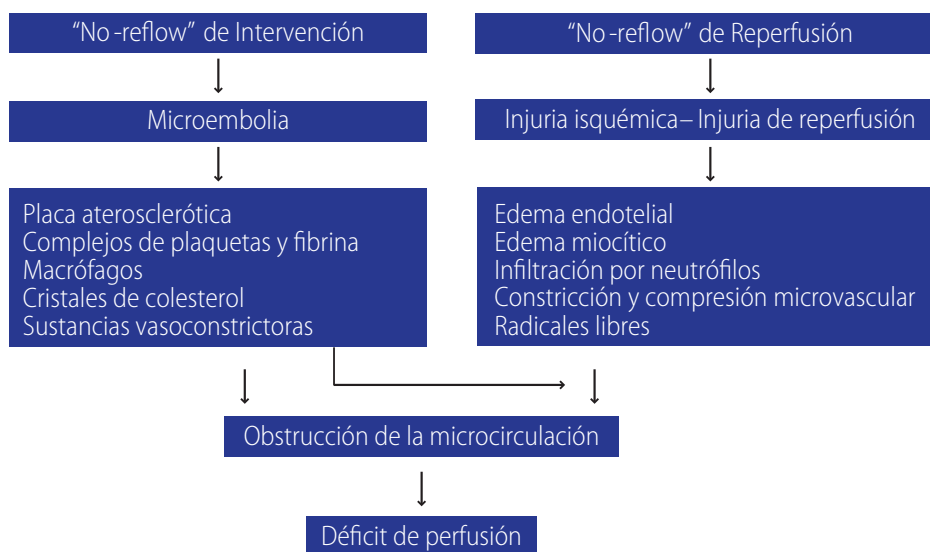 “No-reflow” de Intervención
“No-reflow” de Reperfusión
Microembolia
Injuria isquémica– Injuria de reperfusión
Placa aterosclerótica
Complejos de plaquetas y fibrina
Macrófagos
Cristales de colesterol
Sustancias vasoconstrictoras
Edema endotelial
Edema miocítico
Infiltración por neutrófilos
Constricción y compresión microvascular
Radicales libres
Obstrucción de la microcirculación
Déficit de perfusión